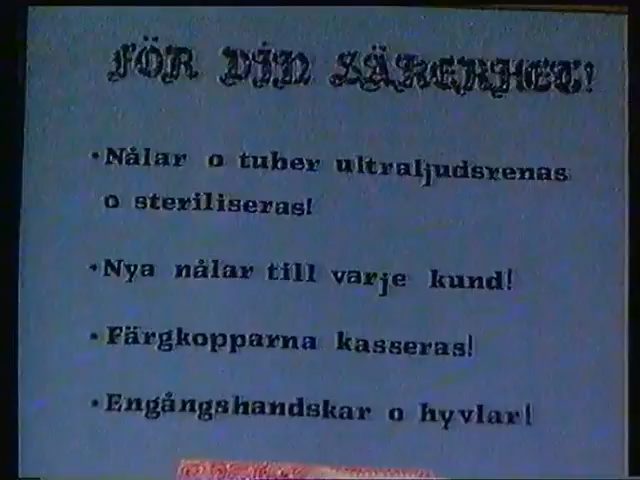 FÖR DIN SÄKERHET!
•Nålar o tuber ultraljudsrenas
o steriliseras!
•Nya nålar till varje kund!
•Färgkopparna kasseras!
•Engångshandskar o hyvlar!